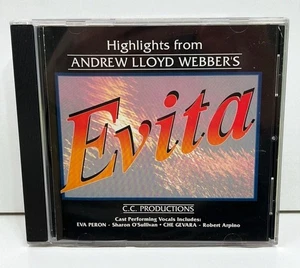 Highlights from
ANDREW LLOYD WEBBER'S
Evita
C.C. PRODUCTIONS
Cast Performing Vocals Includes:
EVA PERON - Sharon O'Sullivan • CHE GEVARA - Robert Arpino